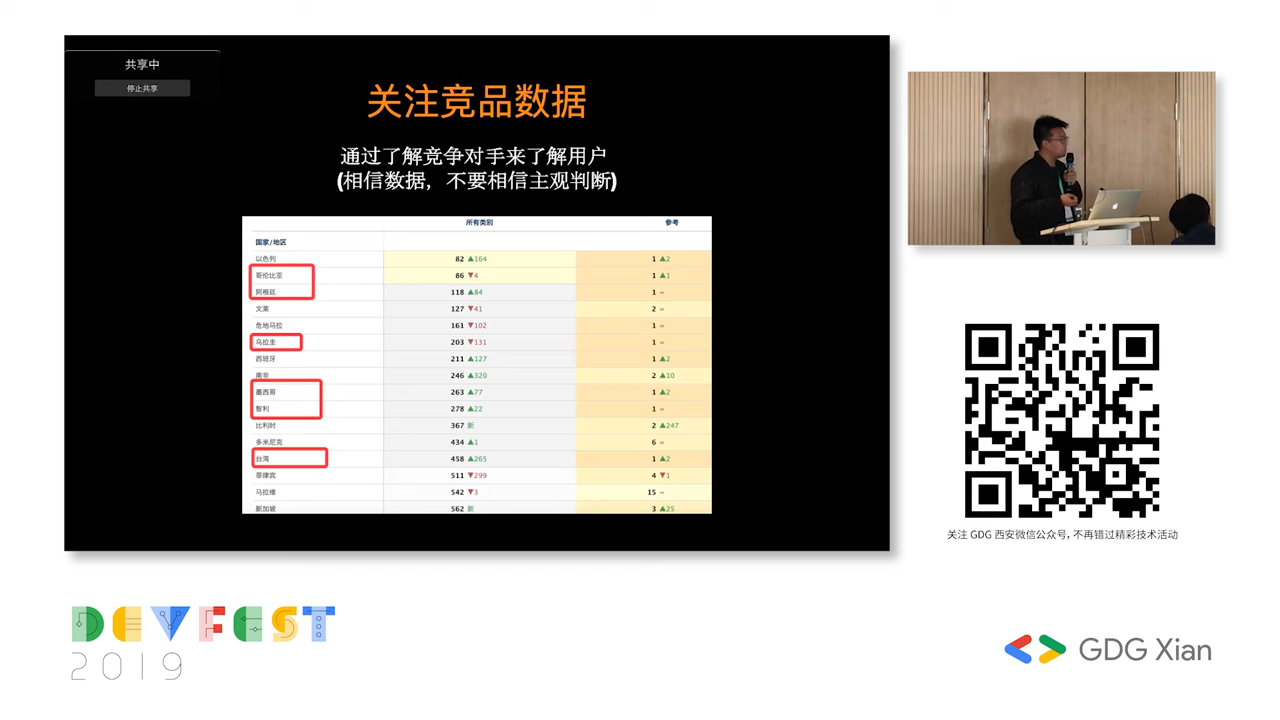 共享中
停止共享
关注竞品数据
通过了解竞争对手来了解用户
(相信数据，不要相信主观判断)
所有类别 参考
国家/地区
以色列 82 ▲164 1 ▲2
哥伦比亚 86 ▼4 1 ▲1
阿根廷 118 ▲84 1 =
文莱 127 ▼41 2 =
危地马拉 161 ▼102 1 =
乌拉圭 203 ▼131 1 =
西班牙 211 ▲127 1 ▲2
南非 246 ▲320 2 ▲10
墨西哥 263 ▲77 1 ▲2
智利 278 ▲22 1 =
比利时 367 新 2 ▲247
多米尼克 434 ▲1 6 =
台湾 458 ▲265 1 ▲2
菲律宾 511 ▼299 4 ▼1
马拉维 542 ▼3 15 =
新加坡 562 新 3 ▲25
关注 GDG 西安微信公众号, 不再错过精彩技术活动
DEVFEST
2019
GDG Xian